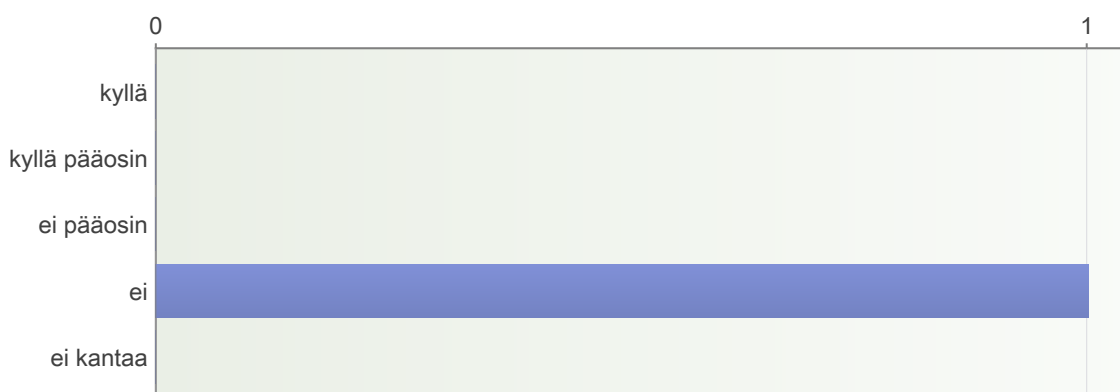 0 1
kyllä
kyllä pääosin
ei pääosin
ei
ei kantaa